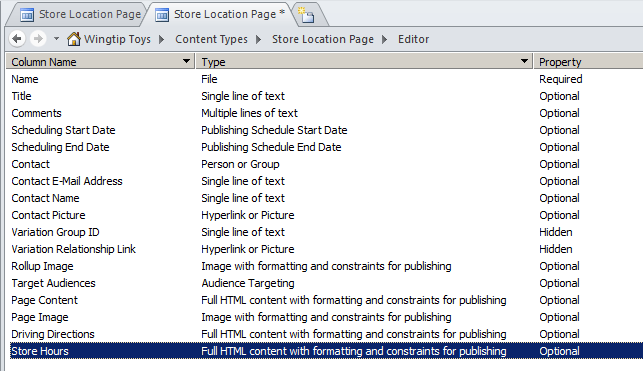 Store Location Page Store Location Page *
Wingtip Toys Content Types Store Location Page Editor
Column Name Type Property
Name File Required
Title Single line of text Optional
Comments Multiple lines of text Optional
Scheduling Start Date Publishing Schedule Start Date Optional
Scheduling End Date Publishing Schedule End Date Optional
Contact Person or Group Optional
Contact E-Mail Address Single line of text Optional
Contact Name Single line of text Optional
Contact Picture Hyperlink or Picture Optional
Variation Group ID Single line of text Hidden
Variation Relationship Link Hyperlink or Picture Hidden
Rollup Image Image with formatting and constraints for publishing Optional
Target Audiences Audience Targeting Optional
Page Content Full HTML content with formatting and constraints for publishing Optional
Page Image Image with formatting and constraints for publishing Optional
Driving Directions Full HTML content with formatting and constraints for publishing Optional
Store Hours Full HTML content with formatting and constraints for publishing Optional